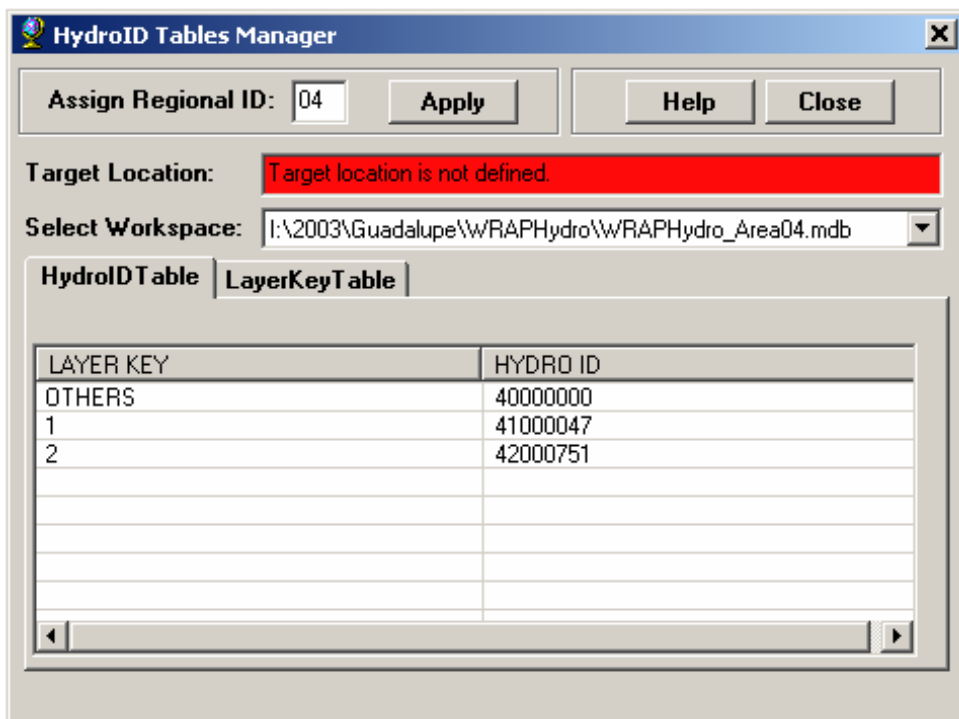 HydroID Tables Manager
Assign Regional ID: 04 Apply Help Close
Target Location: Target location is not defined.
Select Workspace: I:\2003\Guadalupe\WRAPHydro\WRAPHydro_Area04.mdb
HydroIDTable LayerKeyTable
LAYER KEY HYDRO ID
OTHERS 40000000
1 41000047
2 42000751